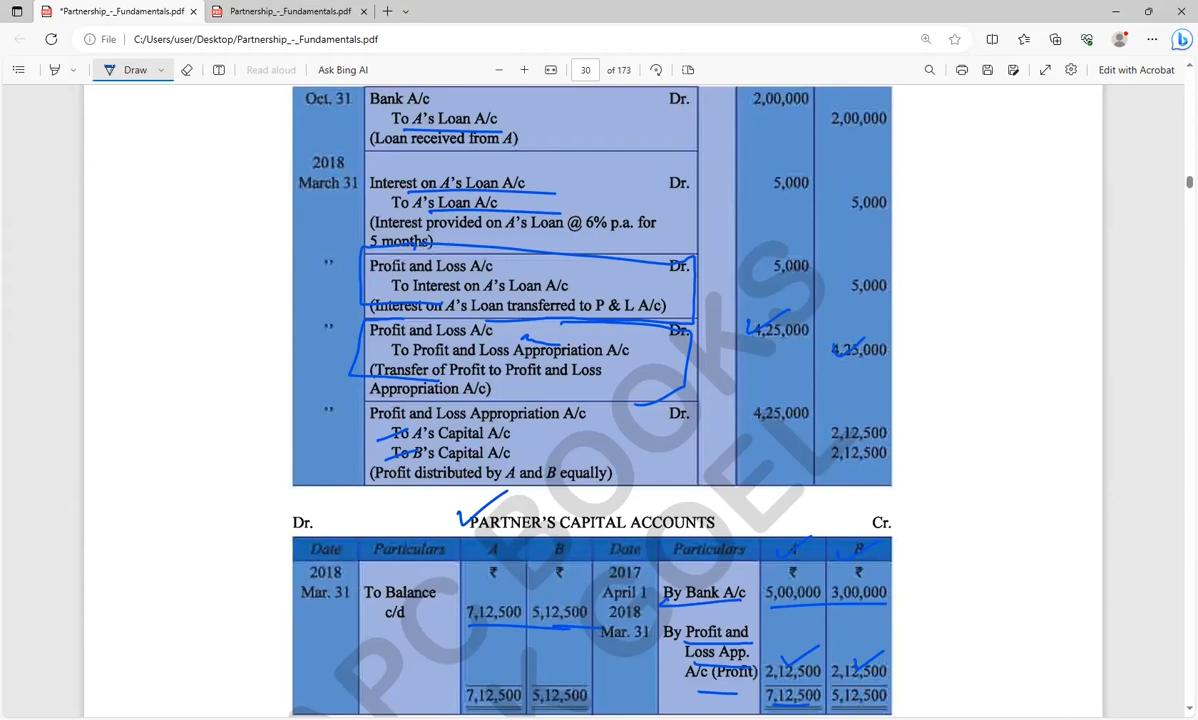 *Partnership_-_Fundamentals.pdf
Partnership_-_Fundamentals.pdf
File C:/Users/user/Desktop/Partnership_-_Fundamentals.pdf
Draw Read aloud Ask Bing AI 30 of 173 Edit with Acrobat
Oct. 31 Bank A/c Dr. 2,00,000
To A's Loan A/c 2,00,000
(Loan received from A)
2018
March 31 Interest on A's Loan A/c Dr. 5,000
To A's Loan A/c 5,000
(Interest provided on A's Loan @ 6% p.a. for
5 months)
" Profit and Loss A/c Dr. 5,000
To Interest on A's Loan A/c 5,000
(Interest on A's Loan transferred to P & L A/c)
" Profit and Loss A/c Dr. 4,25,000
To Profit and Loss Appropriation A/c 4,25,000
(Transfer of Profit to Profit and Loss
Appropriation A/c)
" Profit and Loss Appropriation A/c Dr. 4,25,000
To A's Capital A/c 2,12,500
To B's Capital A/c 2,12,500
(Profit distributed by A and B equally)
Dr. PARTNER'S CAPITAL ACCOUNTS Cr.
Date Particulars A B Date Particulars A B
2018 ₹ ₹ 2017 ₹ ₹
Mar. 31 To Balance April 1 By Bank A/c 5,00,000 3,00,000
c/d 7,12,500 5,12,500 2018
Mar. 31 By Profit and
Loss App.
A/c (Profit) 2,12,500 2,12,500
7,12,500 5,12,500 7,12,500 5,12,500
APC BOOKS
K GOEL